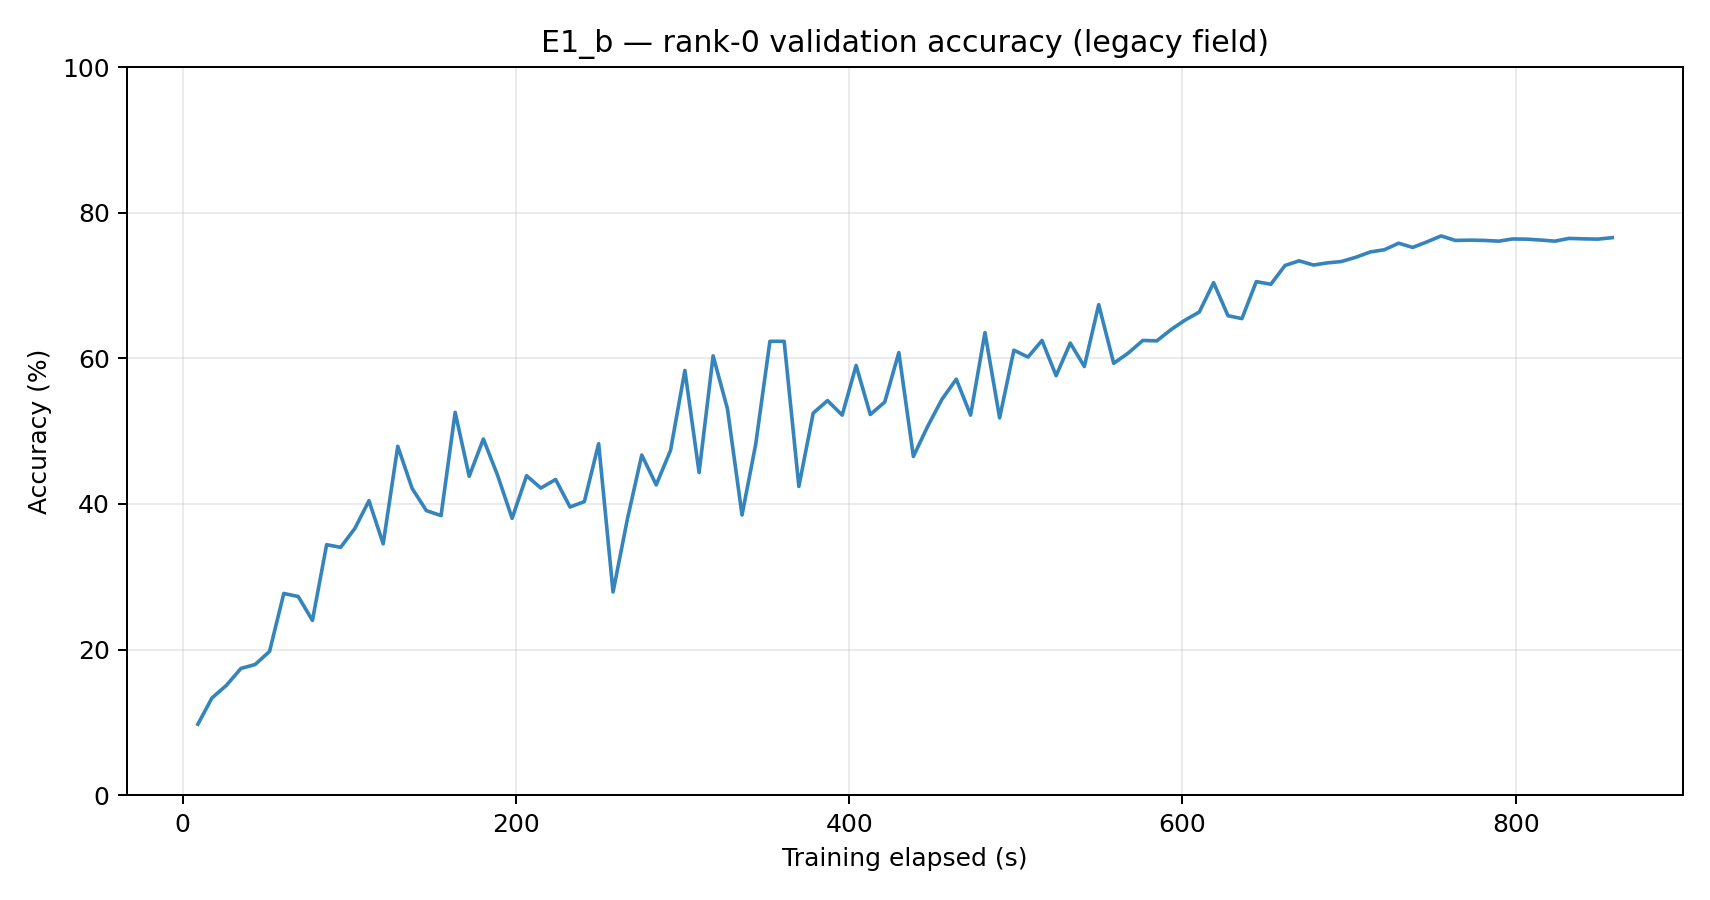 E1_b — rank-0 validation accuracy (legacy field)
100
80
60
40
20
0
Accuracy (%)
0 200 400 600 800
Training elapsed (s)